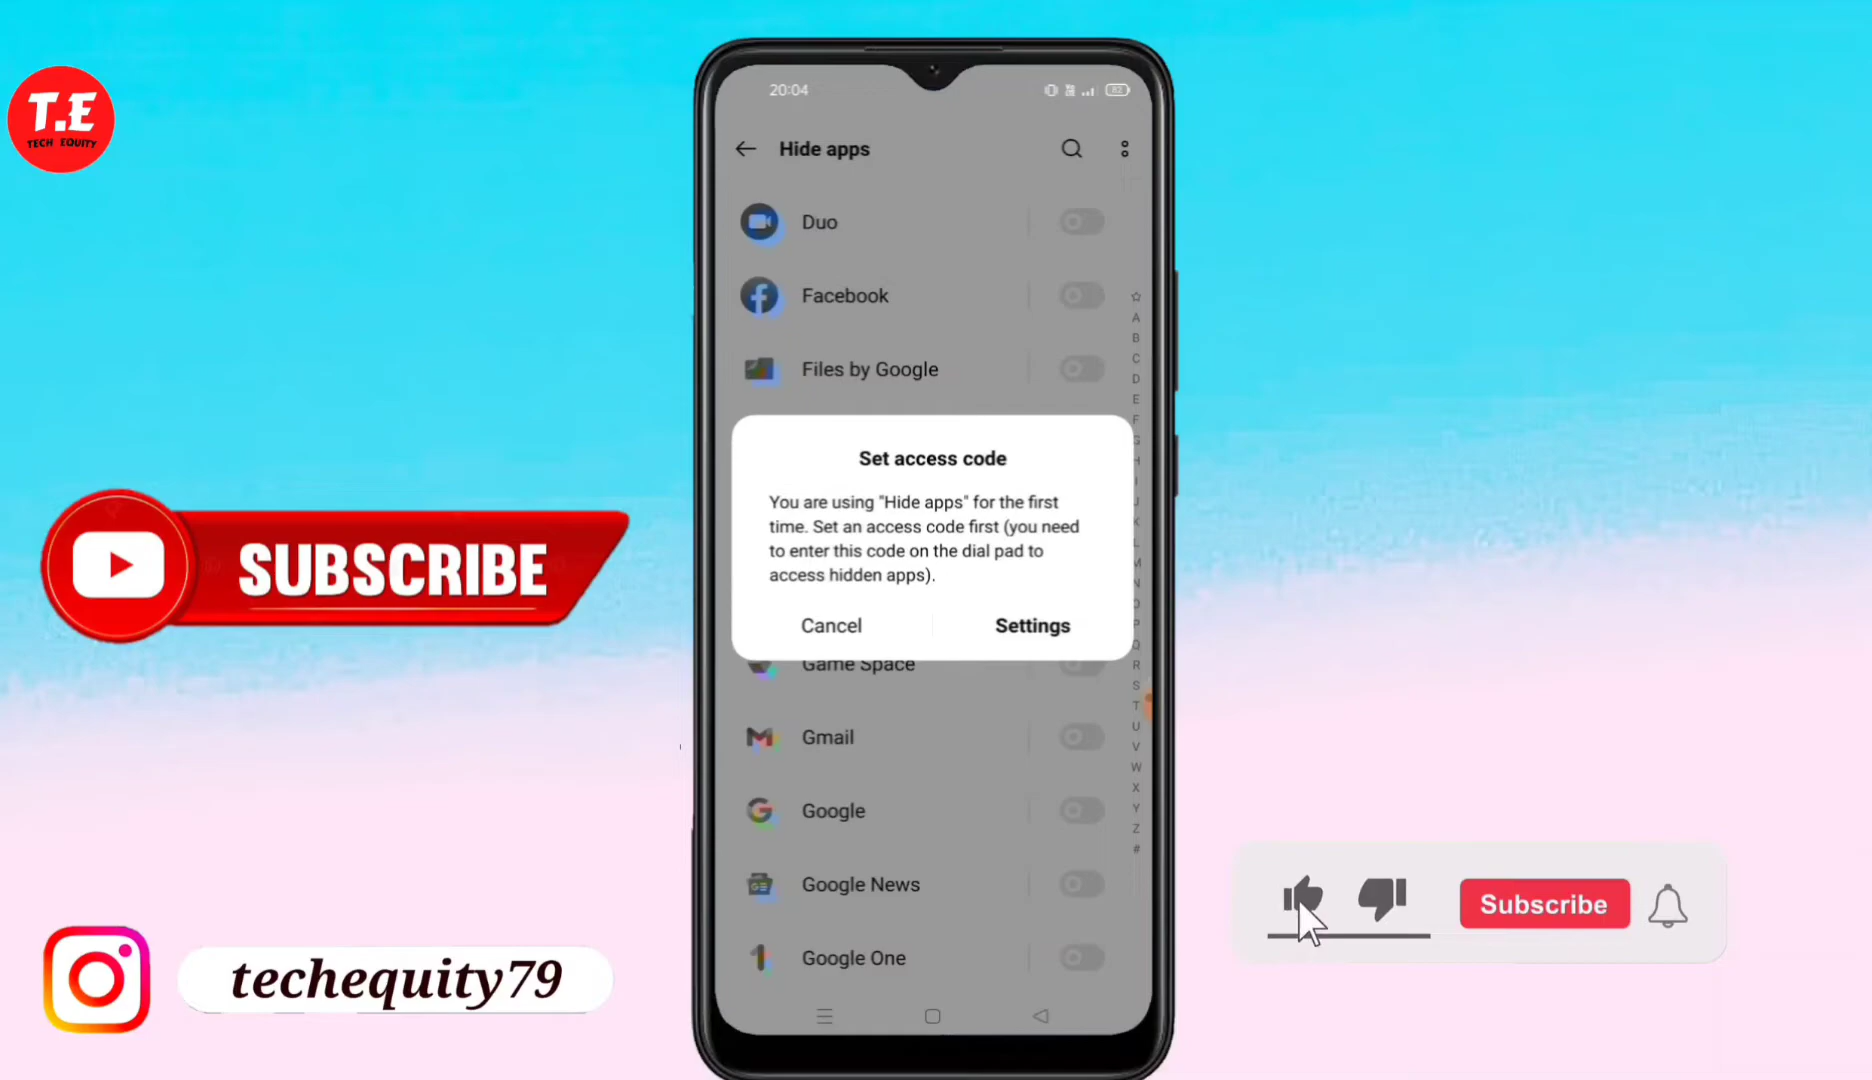 T.E
TECH EQUITY
20:04
82
Hide apps
Duo
Facebook
Files by Google
Set access code
You are using "Hide apps" for the first
time. Set an access code first (you need
to enter this code on the dial pad to
access hidden apps).
Cancel
Settings
Game Space
Gmail
Google
Google News
Google One
A
B
C
D
E
F
G
H
I
J
K
L
M
N
O
P
Q
R
S
T
U
V
W
X
Y
Z
#
SUBSCRIBE
techequity79
Subscribe